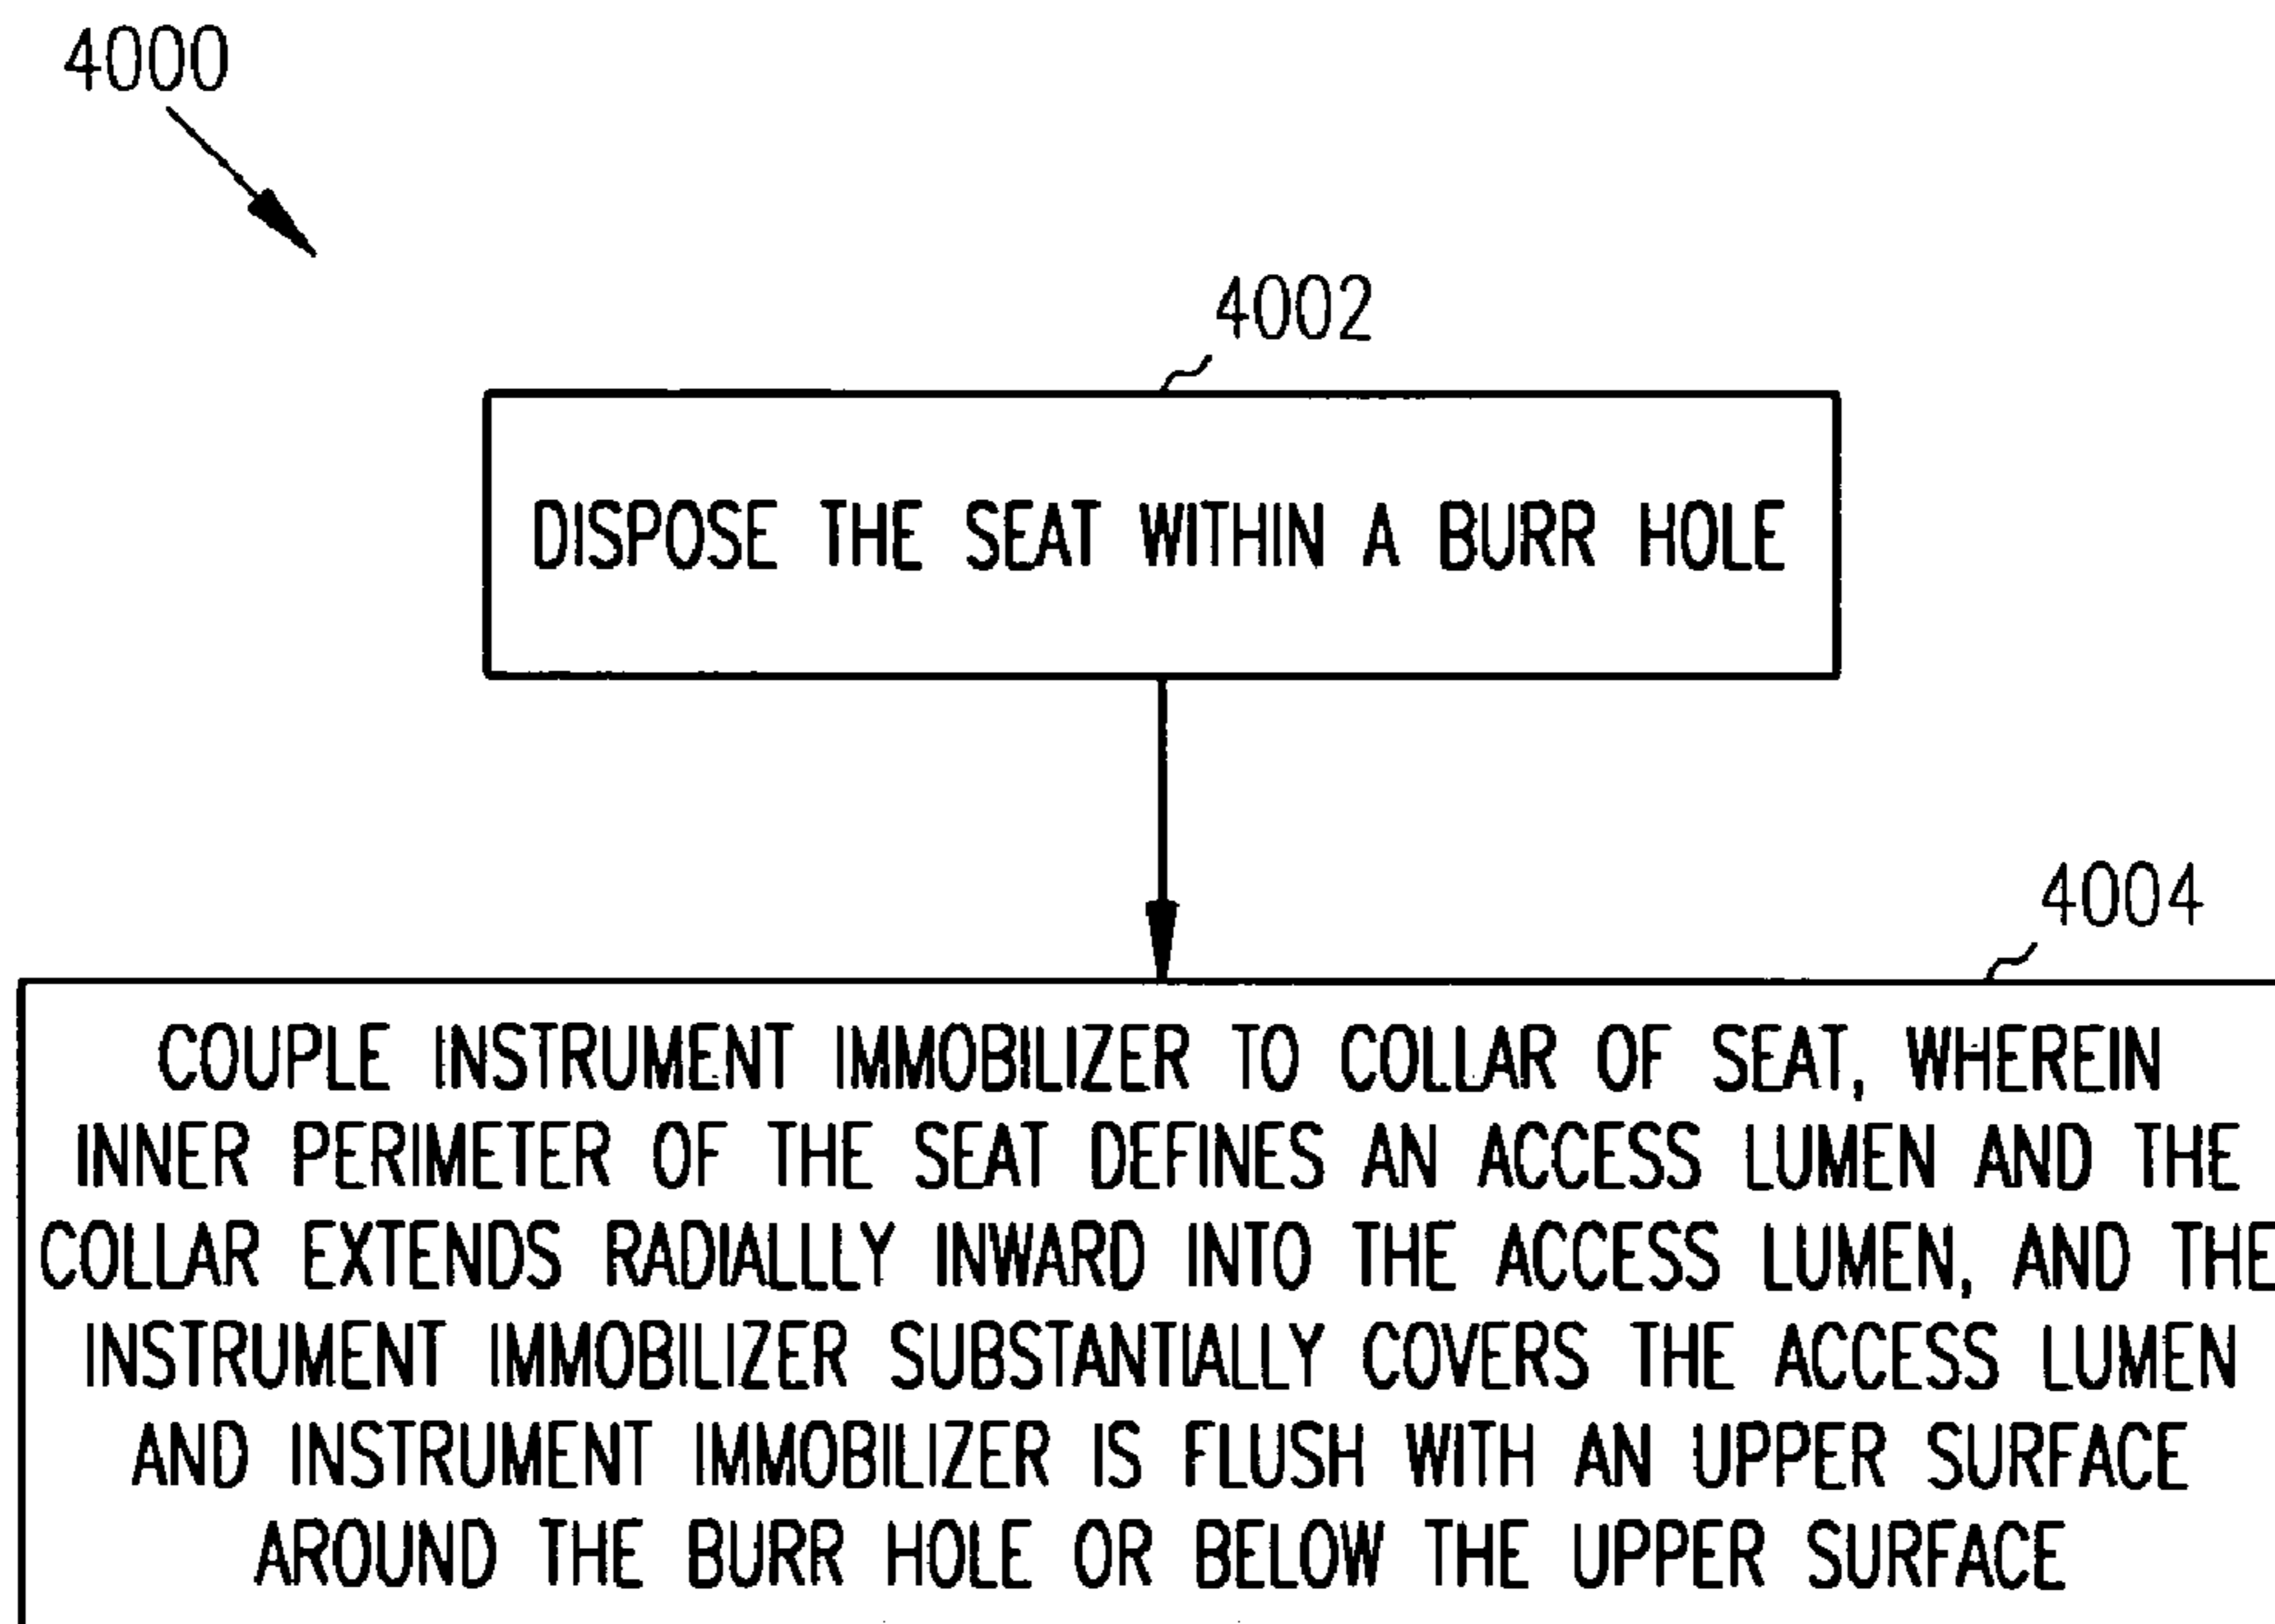 4000
4002
DISPOSE THE SEAT WITHIN A BURR HOLE
4004
COUPLE INSTRUMENT IMMOBILIZER TO COLLAR OF SEAT, WHEREIN
INNER PERIMETER OF THE SEAT DEFINES AN ACCESS LUMEN AND THE
COLLAR EXTENDS RADIALLLY INWARD INTO THE ACCESS LUMEN, AND THE
INSTRUMENT IMMOBILIZER SUBSTANTIALLY COVERS THE ACCESS LUMEN
AND INSTRUMENT IMMOBILIZER IS FLUSH WITH AN UPPER SURFACE
AROUND THE BURR HOLE OR BELOW THE UPPER SURFACE